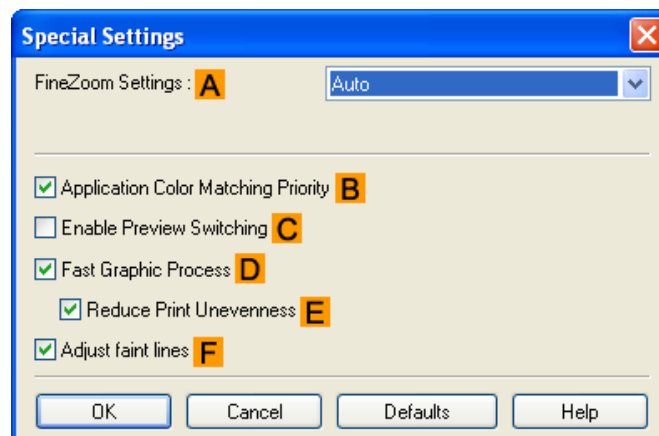 Special Settings
FineZoom Settings : A Auto
Application Color Matching Priority B
Enable Preview Switching C
Fast Graphic Process D
Reduce Print Unevenness E
Adjust faint lines F
OK Cancel Defaults Help